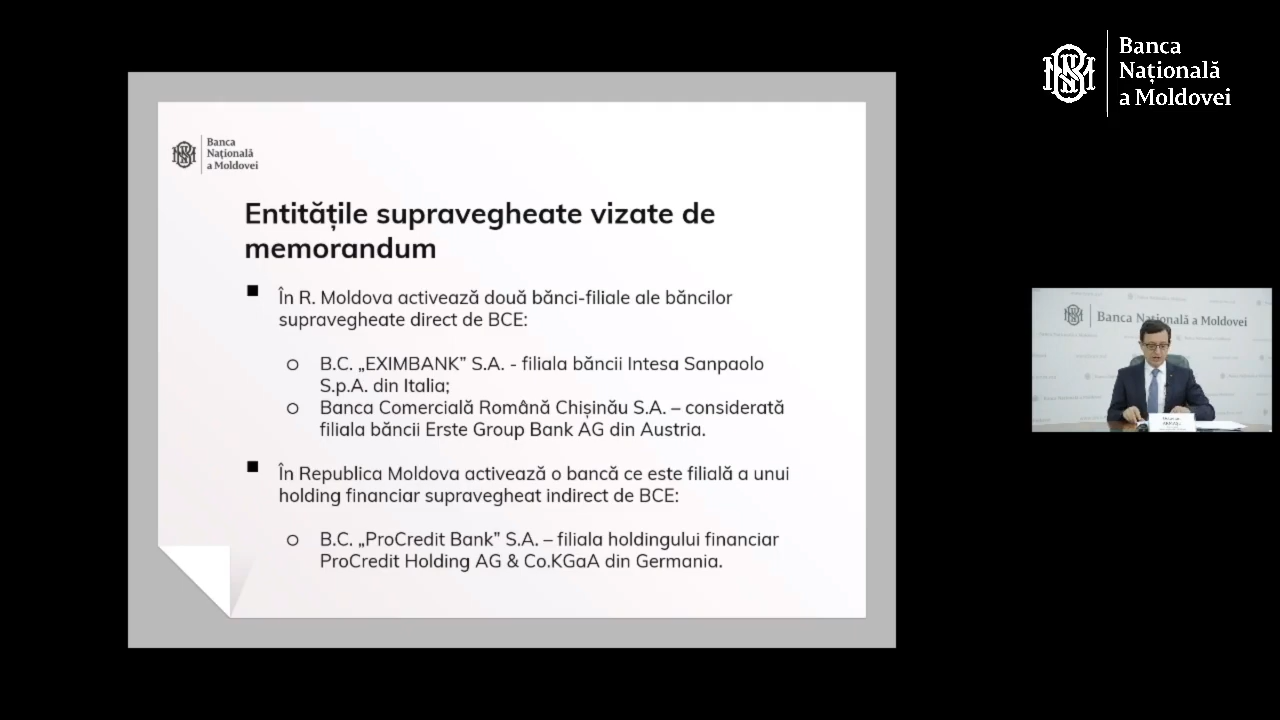 Banca
Națională
a Moldovei
Banca
Națională
a Moldovei
Entitățile supravegheate vizate de
memorandum
În R. Moldova activează două bănci-filiale ale băncilor
supravegheate direct de BCE:
B.C. „EXIMBANK” S.A. - filiala băncii Intesa Sanpaolo
S.p.A. din Italia;
Banca Comercială Română Chișinău S.A. – considerată
filiala băncii Erste Group Bank AG din Austria.
În Republica Moldova activează o bancă ce este filială a unui
holding financiar supravegheat indirect de BCE:
B.C. „ProCredit Bank” S.A. – filiala holdingului financiar
ProCredit Holding AG & Co.KGaA din Germania.
Banca Națională a Moldovei